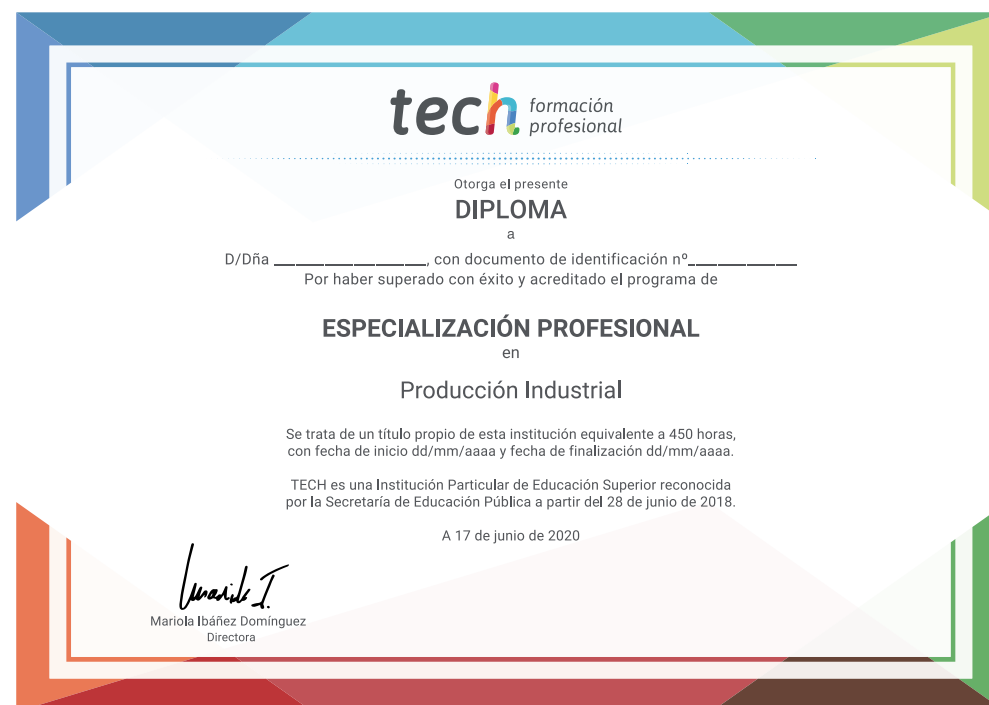 tech formación
profesional
Otorga el presente
DIPLOMA
a
D/Dña ______________, con documento de identificación nº__________
Por haber superado con éxito y acreditado el programa de
ESPECIALIZACIÓN PROFESIONAL
en
Producción Industrial
Se trata de un título propio de esta institución equivalente a 450 horas,
con fecha de inicio dd/mm/aaaa y fecha de finalización dd/mm/aaaa.
TECH es una Institución Particular de Educación Superior reconocida
por la Secretaría de Educación Pública a partir del 28 de junio de 2018.
A 17 de junio de 2020
Mariola Ibáñez Domínguez
Directora